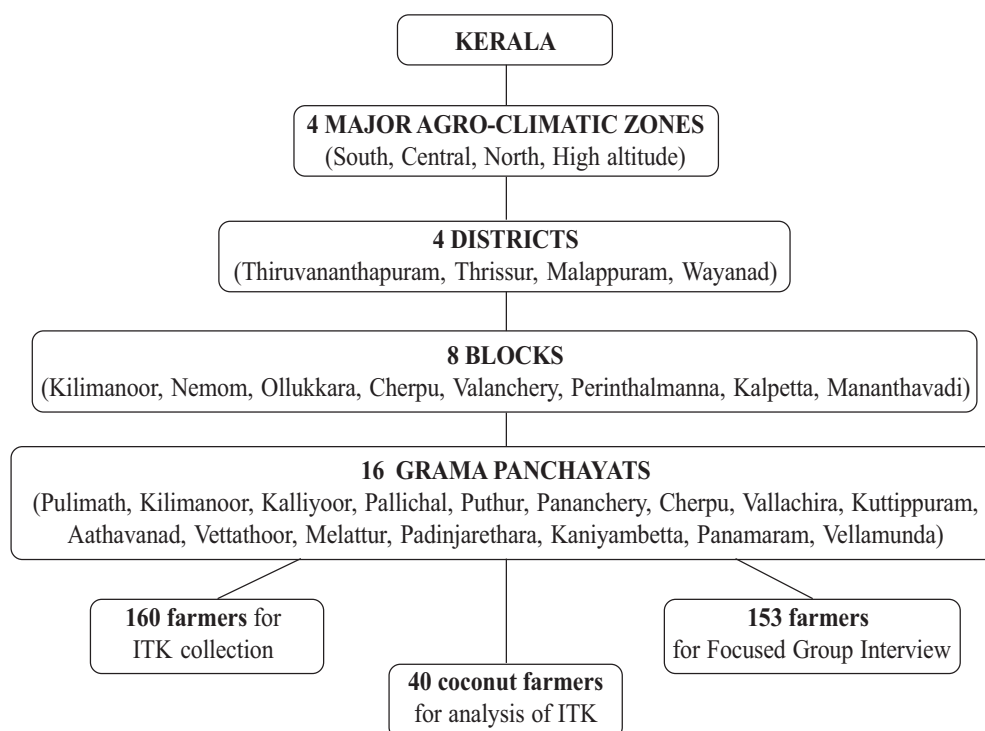 KERALA
4 MAJOR AGRO-CLIMATIC ZONES
(South, Central, North, High altitude)
4 DISTRICTS
(Thiruvananthapuram, Thrissur, Malappuram, Wayanad)
8 BLOCKS
(Kilimanoor, Nemom, Ollukkara, Cherpu, Valanchery, Perinthalmanna, Kalpetta, Mananthavadi)
16 GRAMA PANCHAYATS
(Pulimath, Kilimanoor, Kalliyoor, Pallichal, Puthur, Pananchery, Cherpu, Vallachira, Kuttippuram,
Aathavanad, Vettathoor, Melattur, Padinjarethara, Kaniyambetta, Panamaram, Vellamunda)
160 farmers for
ITK collection
40 coconut farmers
for analysis of ITK
153 farmers
for Focused Group Interview